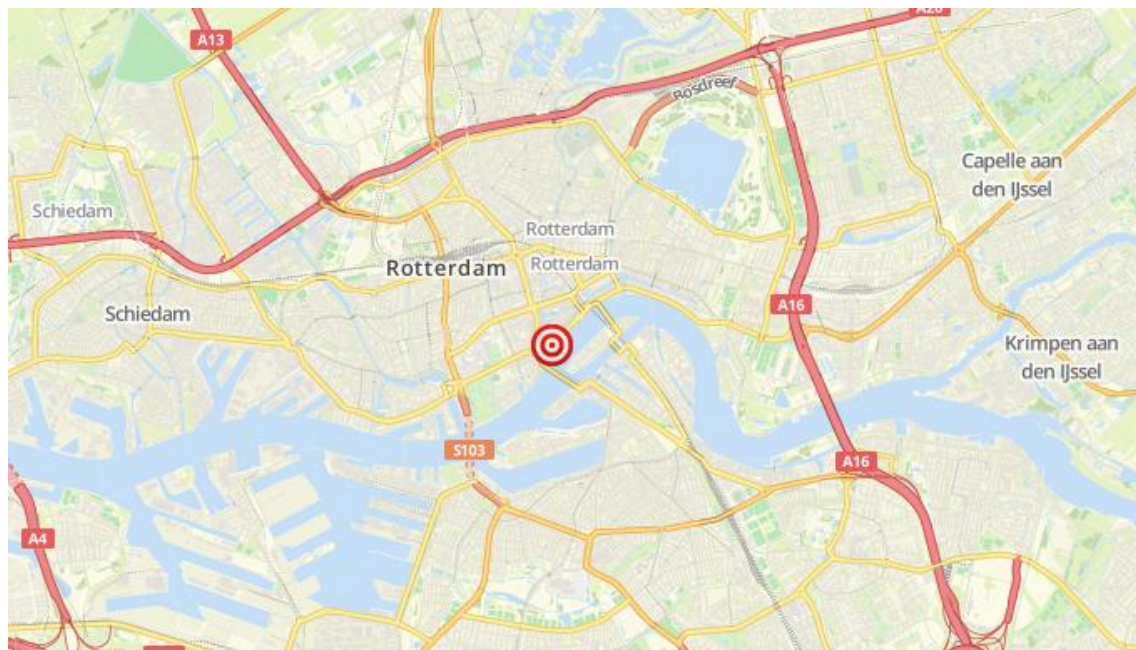 A20
A13
Bosdreef
Capelle aan
den IJssel
Schiedam
Rotterdam
Rotterdam
Rotterdam
A16
Schiedam
Krimpen aan
den IJssel
S103
A16
A4